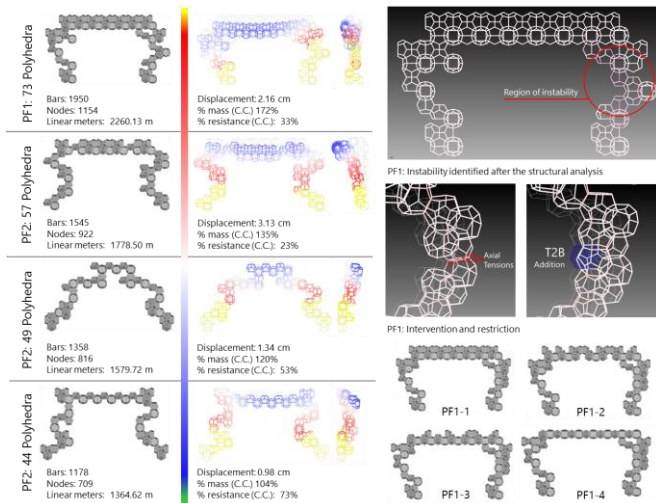 PF1: 73 Polyhedra
Bars: 1950
Nodes: 1154
Linear meters: 2260.13 m
Displacement: 2.16 cm
% mass (C.C.) 172%
% resistance (C.C.): 33%
PF2: 57 Polyhedra
Bars: 1545
Nodes: 922
Linear meters: 1778.50 m
Displacement: 3.13 cm
% mass (C.C.) 135%
% resistance (C.C.): 23%
PF2: 49 Polyhedra
Bars: 1358
Nodes: 816
Linear meters: 1579.72 m
Displacement: 1.34 cm
% mass (C.C.) 120%
% resistance (C.C.): 53%
PF2: 44 Polyhedra
Bars: 1178
Nodes: 709
Linear meters: 1364.62 m
Displacement: 0.98 cm
% mass (C.C.) 104%
% resistance (C.C.): 73%
Region of instability
PF1: Instability identified after the structural analysis
Axial
Tensions
T2B
Addition
PF1: Intervention and restriction
PF1-1
PF1-2
PF1-3
PF1-4